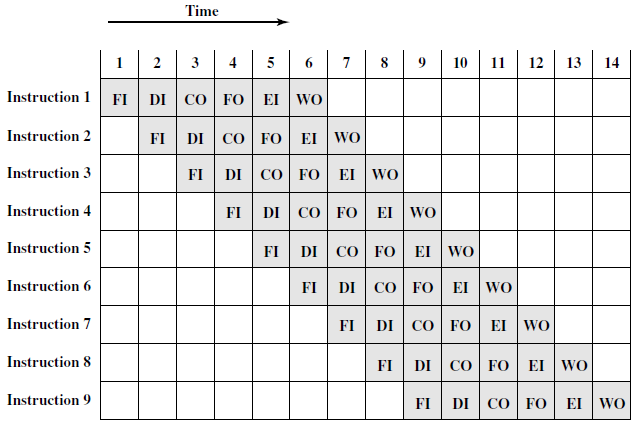 Time
1 2 3 4 5 6 7 8 9 10 11 12 13 14
Instruction 1 FI DI CO FO EI WO
Instruction 2 FI DI CO FO EI WO
Instruction 3 FI DI CO FO EI WO
Instruction 4 FI DI CO FO EI WO
Instruction 5 FI DI CO FO EI WO
Instruction 6 FI DI CO FO EI WO
Instruction 7 FI DI CO FO EI WO
Instruction 8 FI DI CO FO EI WO
Instruction 9 FI DI CO FO EI WO